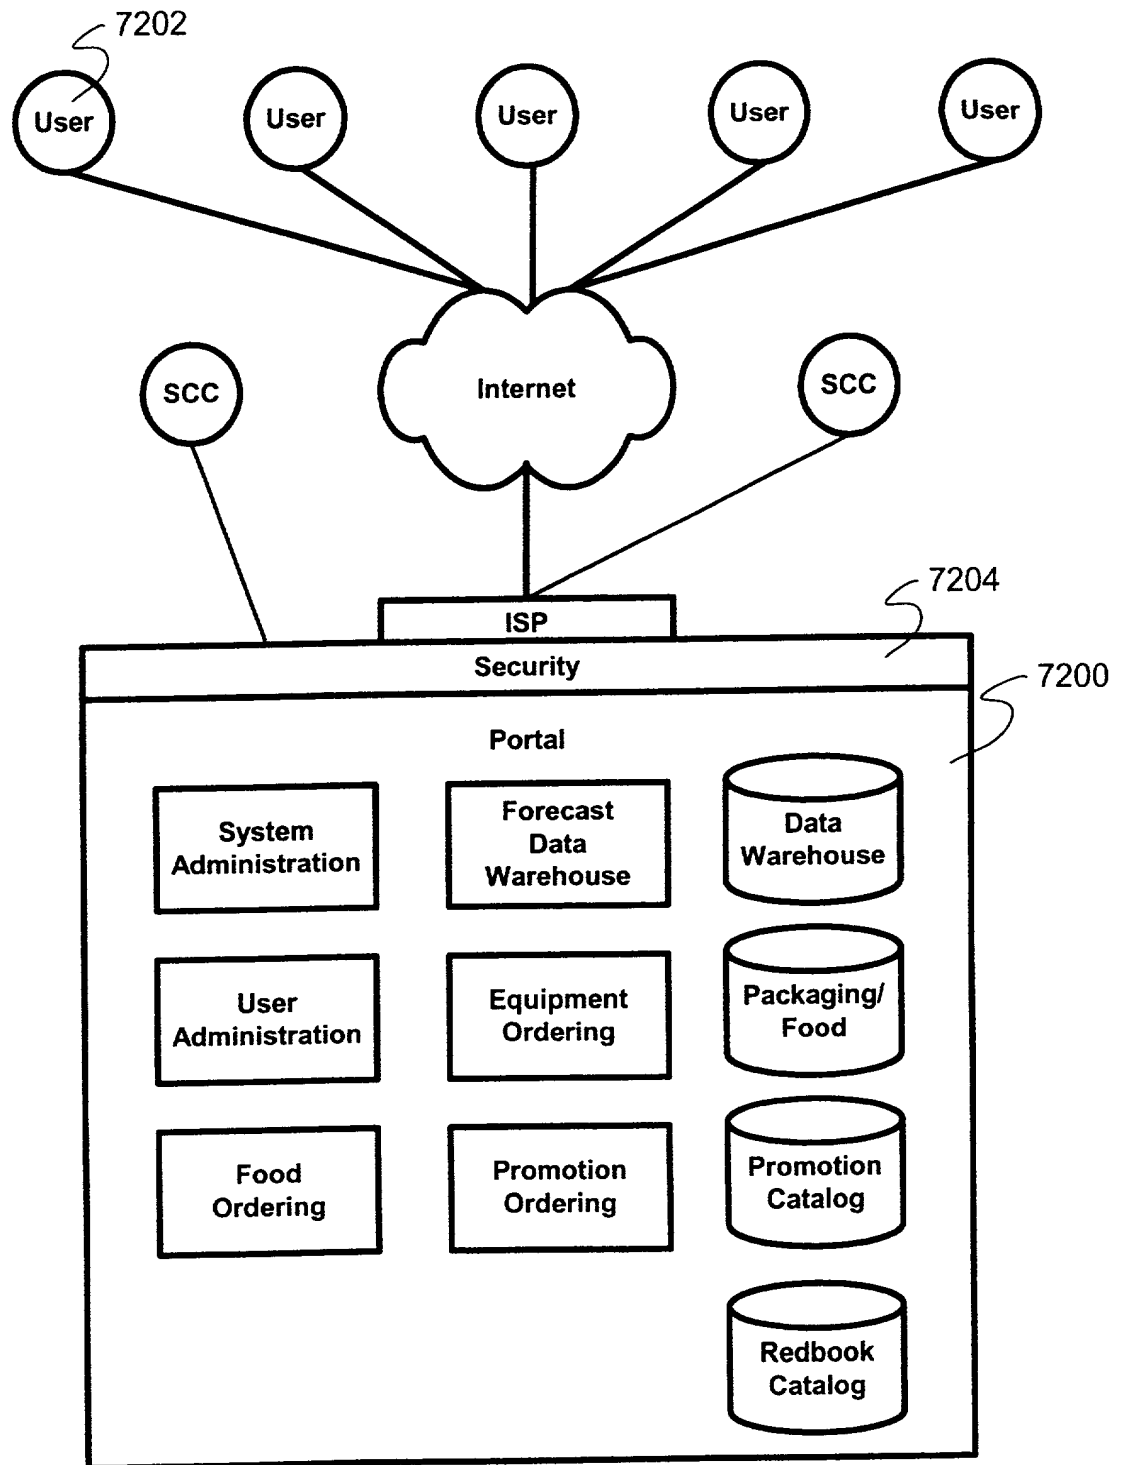 7202
User
User
User
User
User
SCC
Internet
SCC
ISP
7204
Security
7200
Portal
System
Administration
Forecast
Data
Warehouse
Data
Warehouse
User
Administration
Equipment
Ordering
Packaging/
Food
Food
Ordering
Promotion
Ordering
Promotion
Catalog
Redbook
Catalog